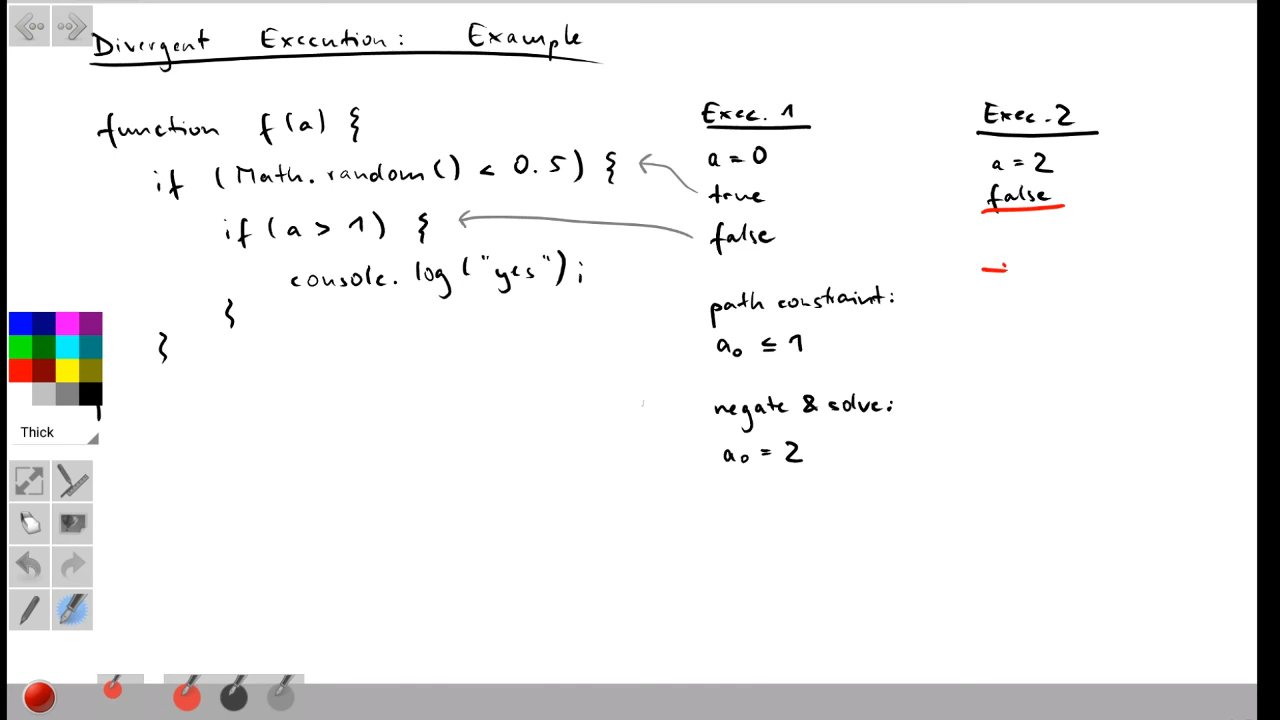 Divergent Execution: Example
function f(a) {
if (Math.random() < 0.5) {
if (a > 1) {
console.log("yes");
}
}
}
Exec. 1
a = 0
true
false
path constraint:
a₀ ≤ 1
negate & solve:
a₀ = 2
Exec. 2
a = 2
false
Thick